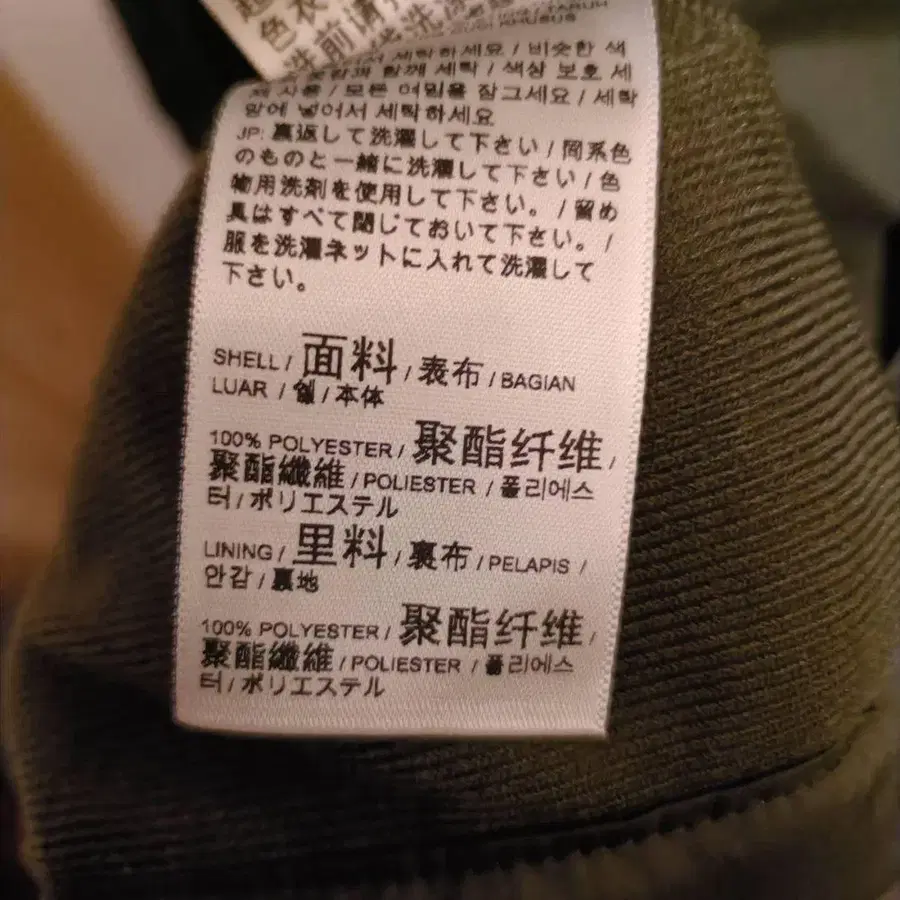 色衣
洗前请
GUCI KHUSUS
세탁하세요 / 비슷한 색
함께 세탁 / 색상 보호 세
사용 / 모든 여밈을 잠그세요 / 세탁
망에 넣어서 세탁하세요
JP: 裏返して洗濯して下さい / 同系色
のものと一緒に洗濯して下さい / 色
物用洗剤を使用して下さい。 / 留め
具はすべて閉じておいて下さい。 /
服を洗濯ネットに入れて洗濯して
下さい。
SHELL / 面料 / 表布 / BAGIAN
LUAR / 겉 / 本体
100% POLYESTER / 聚酯纤维 /
聚酯纖維 / POLIESTER / 폴리에스
터 / ポリエステル
LINING / 里料 / 裏布 / PELAPIS /
안감 / 裏地
100% POLYESTER / 聚酯纤维 /
聚酯纖維 / POLIESTER / 폴리에스
터 / ポリエステル